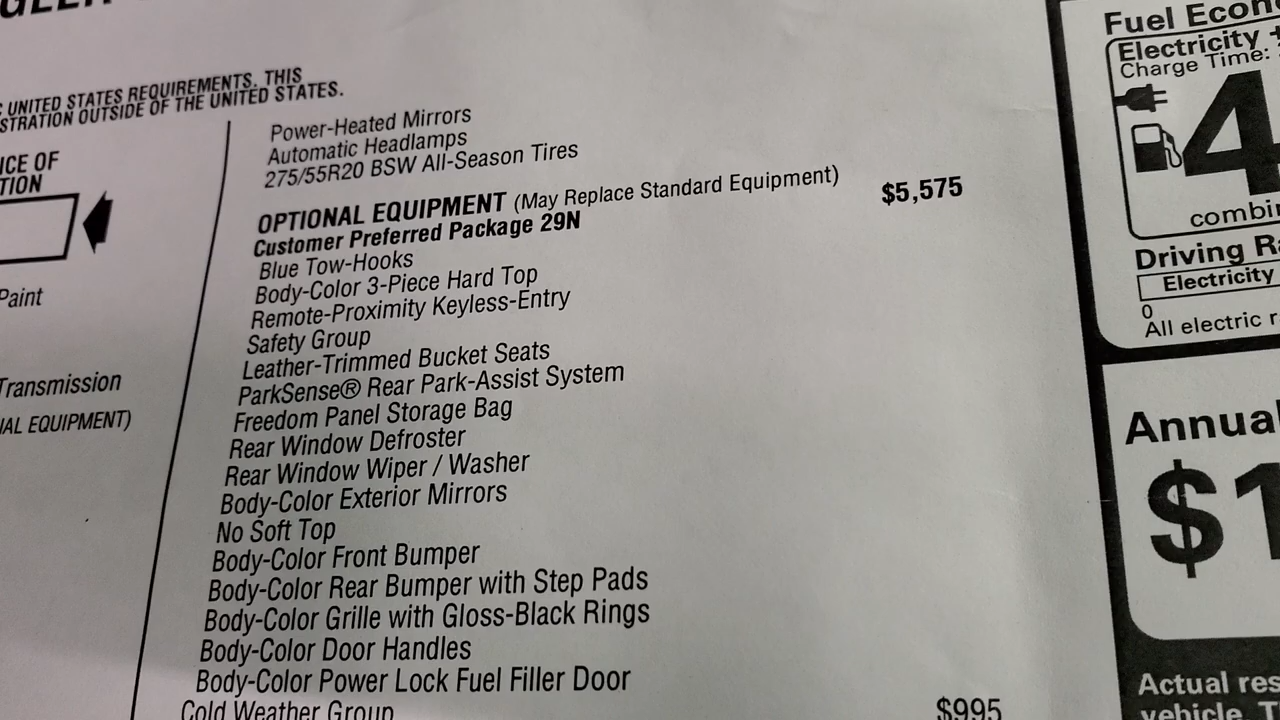 UNITED STATES REQUIREMENTS. THIS
STRATION OUTSIDE OF THE UNITED STATES.
ICE OF
TION
Paint
Transmission
IAL EQUIPMENT)
Power-Heated Mirrors
Automatic Headlamps
275/55R20 BSW All-Season Tires
OPTIONAL EQUIPMENT (May Replace Standard Equipment)
Customer Preferred Package 29N $5,575
Blue Tow-Hooks
Body-Color 3-Piece Hard Top
Remote-Proximity Keyless-Entry
Safety Group
Leather-Trimmed Bucket Seats
ParkSense® Rear Park-Assist System
Freedom Panel Storage Bag
Rear Window Defroster
Rear Window Wiper / Washer
Body-Color Exterior Mirrors
No Soft Top
Body-Color Front Bumper
Body-Color Rear Bumper with Step Pads
Body-Color Grille with Gloss-Black Rings
Body-Color Door Handles
Body-Color Power Lock Fuel Filler Door
Cold Weather Group $995
Fuel Econ
Electricity +
Charge Time:
4
combin
Driving Ra
Electricity
0
All electric r
Annual
$1
Actual res
vehicle. T